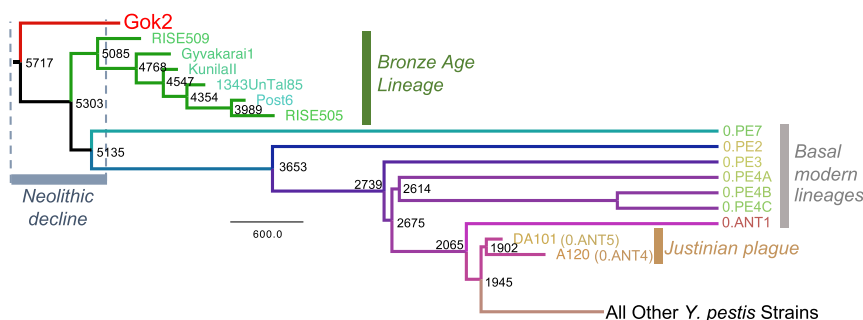 Gok2
RISE509
5717
5085
Gyvakarai1
4768
KunilaII
4547
1343UnTal85
4354
Post6
3989
RISE505
5303
Bronze Age
Lineage
5135
0.PE7
0.PE2
3653
0.PE3
2739
0.PE4A
2614
0.PE4B
0.PE4C
Basal
modern
lineages
Neolithic
decline
2675
0.ANT1
600.0
2065
DA101 (0.ANT5)
1902
A120 (0.ANT4)
Justinian plague
1945
All Other Y. pestis Strains